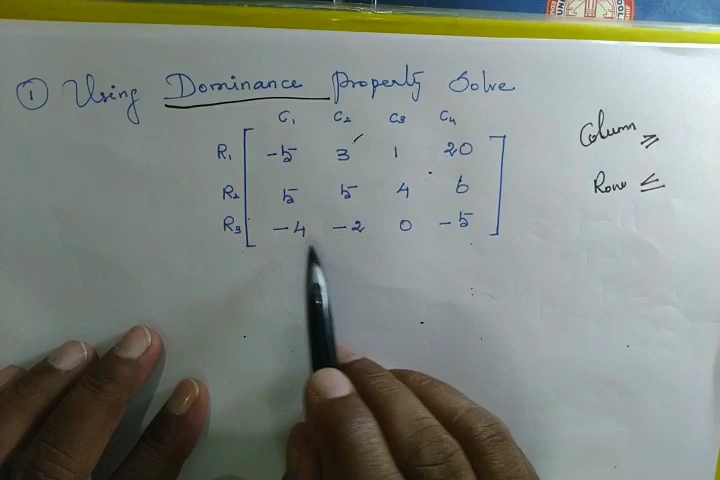 ① Using Dominance property Solve
C1 C2 C3 C4
R1 -5 3 1 20
R2 5 5 4 6
R3 -4 -2 0 -5
Column ≥
Row ≤